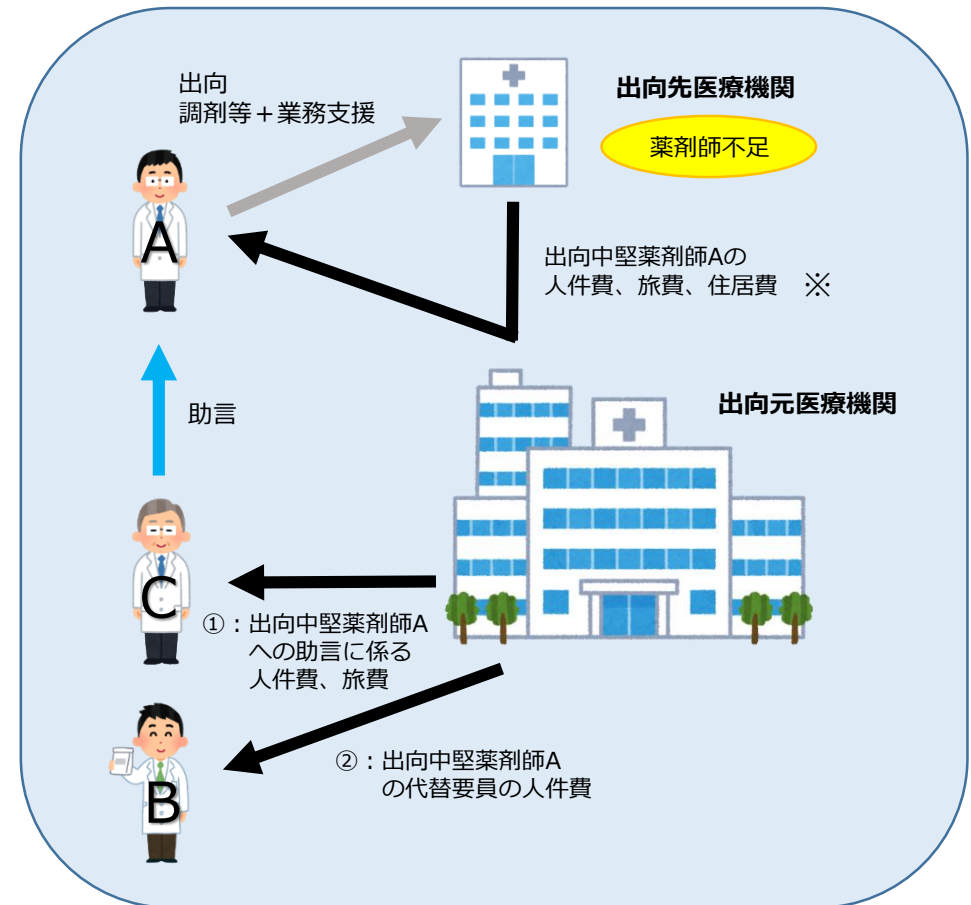 出向
調剤等＋業務支援
出向先医療機関
薬剤師不足
A
出向中堅薬剤師Aの
人件費、旅費、住居費　※
助言
出向元医療機関
C
①：出向中堅薬剤師A
への助言に係る
人件費、旅費
B
②：出向中堅薬剤師A
の代替要員の人件費